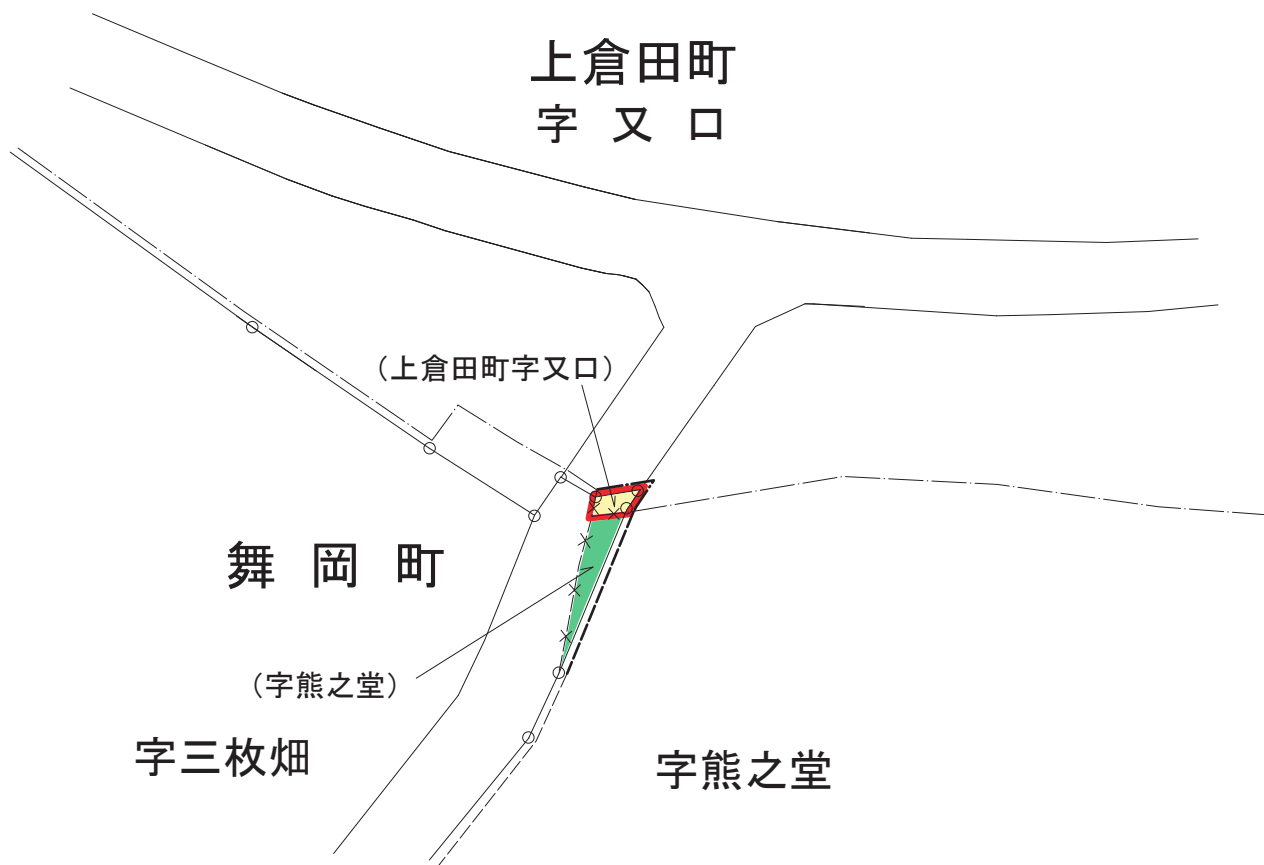 上倉田町
字 又 口
（上倉田町字又口）
舞 岡 町
（字熊之堂）
字三枚畑
字熊之堂